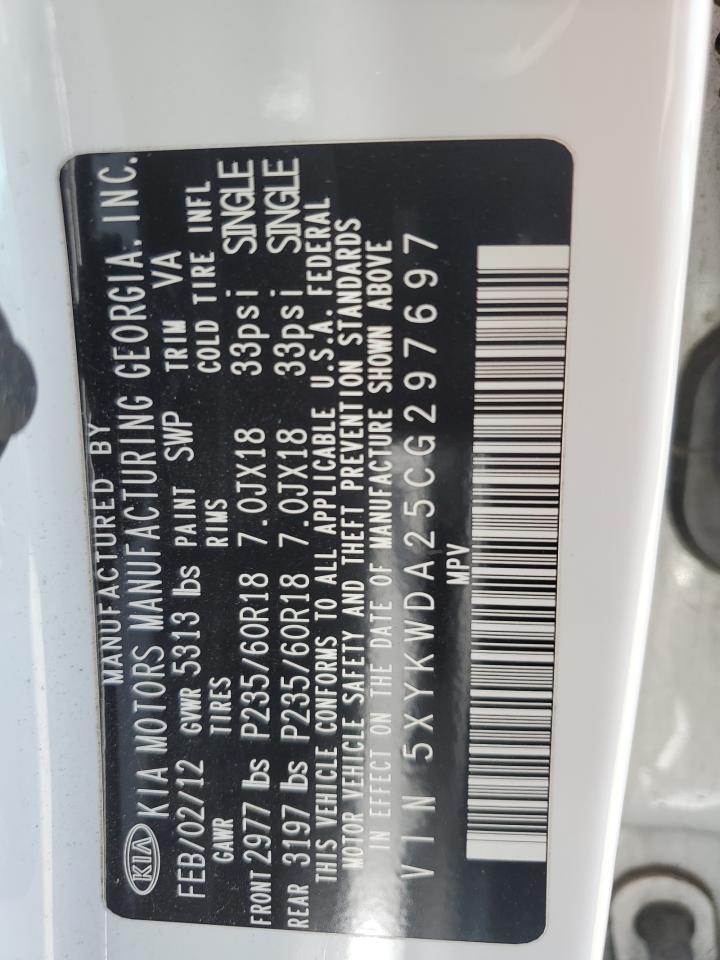 MANUFACTURED BY
KIA KIA MOTORS MANUFACTURING GEORGIA. INC.
FEB/02/12 GVWR 5313 lbs PAINT SWP TRIM VA
GAWR TIRES RIMS COLD TIRE INFL
FRONT 2977 lbs P235/60R18 7.0JX18 33psi SINGLE
REAR 3197 lbs P235/60R18 7.0JX18 33psi SINGLE
THIS VEHICLE CONFORMS TO ALL APPLICABLE U.S.A. FEDERAL
MOTOR VEHICLE SAFETY AND THEFT PREVENTION STANDARDS
IN EFFECT ON THE DATE OF MANUFACTURE SHOWN ABOVE
VIN 5XYKWDA25CG297697
MPV